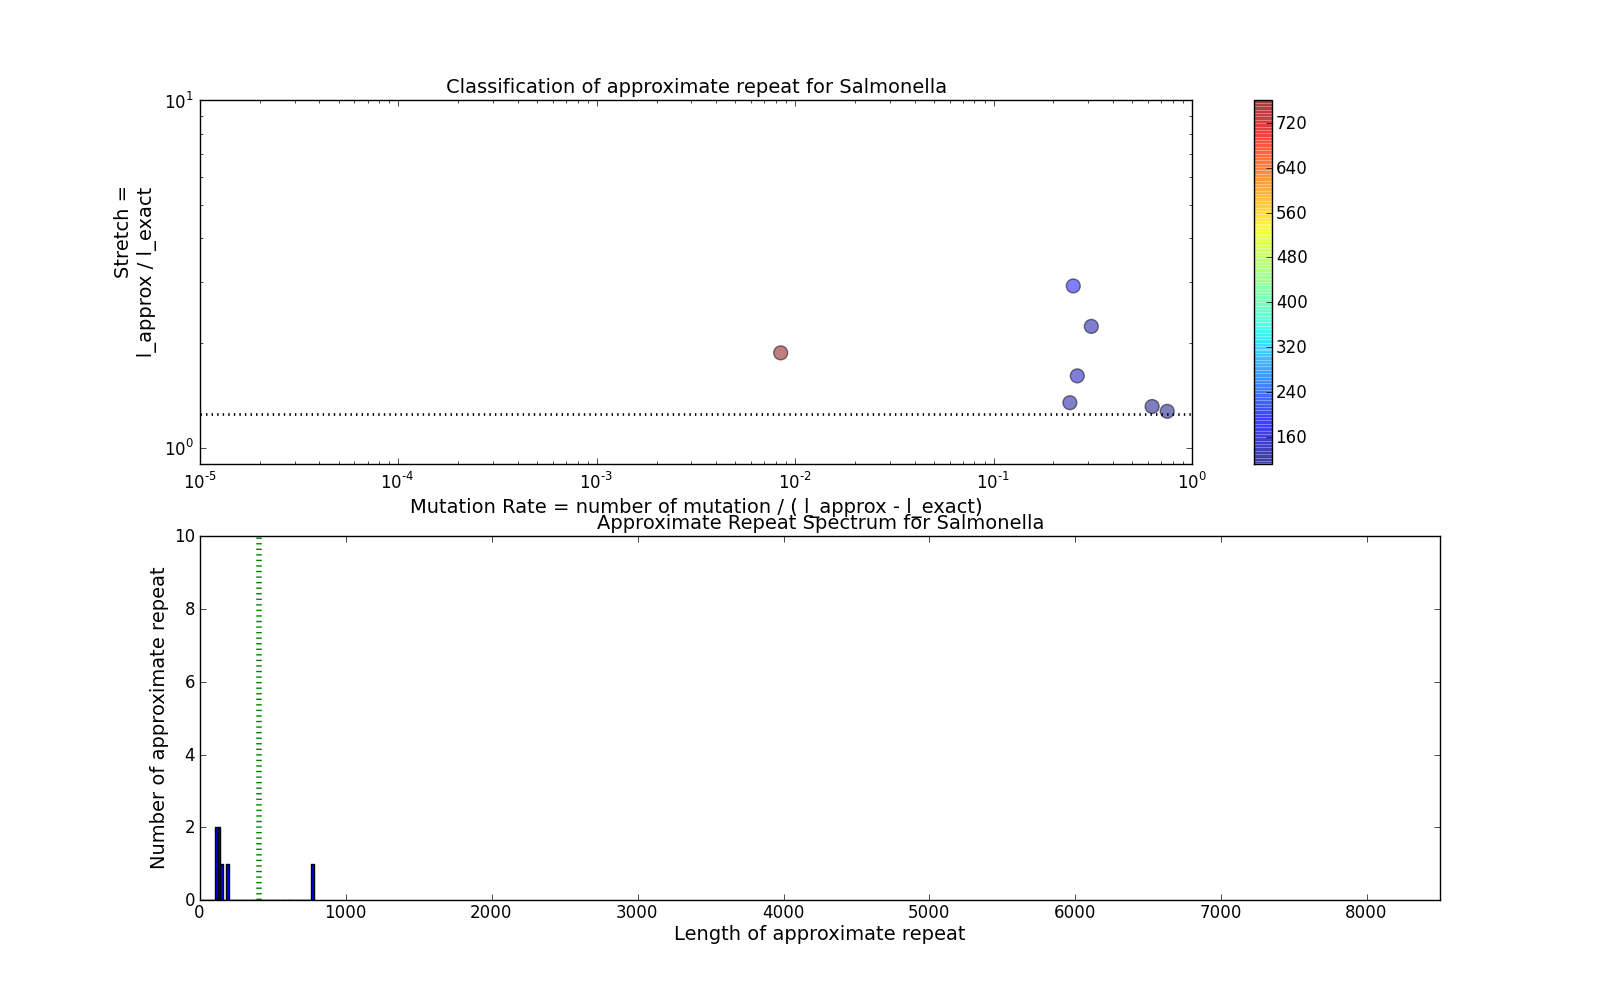 Classification of approximate repeat for Salmonella
10^1
10^0
Stretch =
l_approx / l_exact
10^-5 10^-4 10^-3 10^-2 10^-1 10^0
Mutation Rate = number of mutation / ( l_approx - l_exact)
720
640
560
480
400
320
240
160
Approximate Repeat Spectrum for Salmonella
10
8
6
4
2
0
Number of approximate repeat
0 1000 2000 3000 4000 5000 6000 7000 8000
Length of approximate repeat